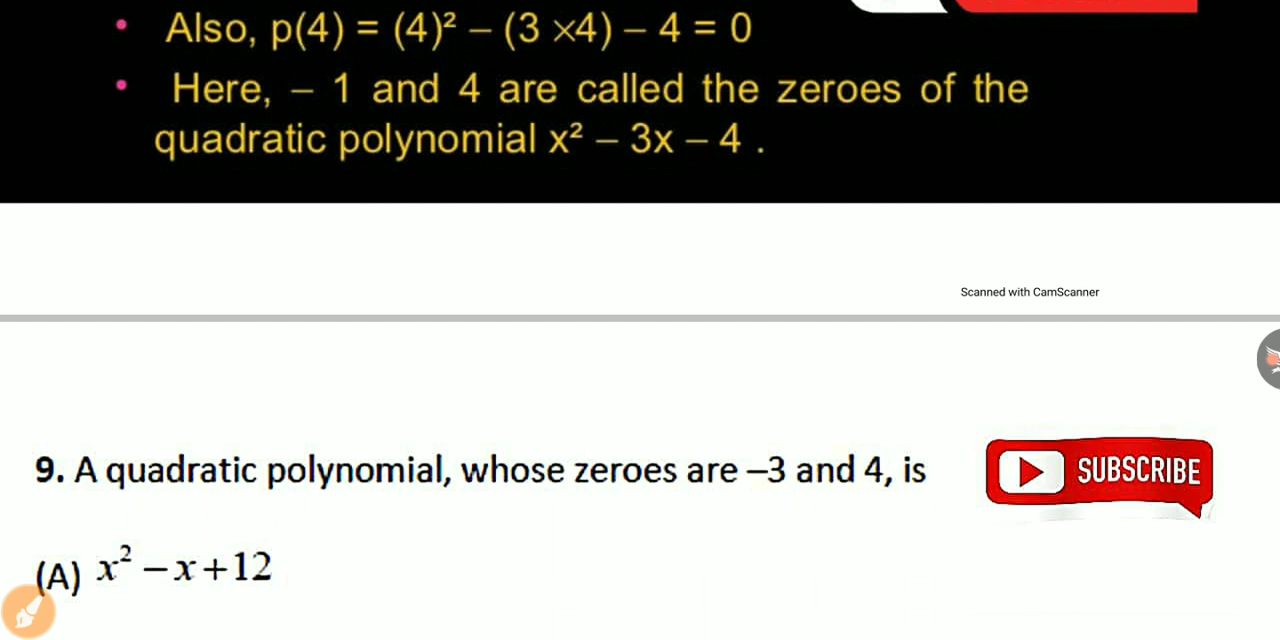 • Also, p(4) = (4)² – (3 ×4) – 4 = 0
• Here, – 1 and 4 are called the zeroes of the
quadratic polynomial x² – 3x – 4 .
Scanned with CamScanner
9. A quadratic polynomial, whose zeroes are –3 and 4, is
SUBSCRIBE
(A) x² – x + 12